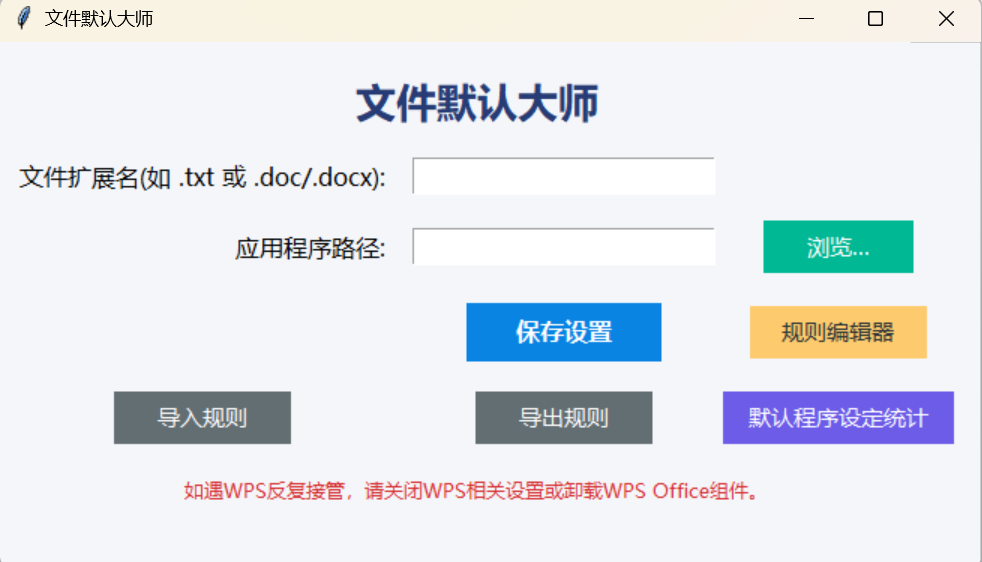 文件默认大师
文件默认大师
文件扩展名(如 .txt 或 .doc/.docx):
应用程序路径:
浏览...
保存设置
规则编辑器
导入规则
导出规则
默认程序设定统计
如遇WPS反复接管，请关闭WPS相关设置或卸载WPS Office组件。